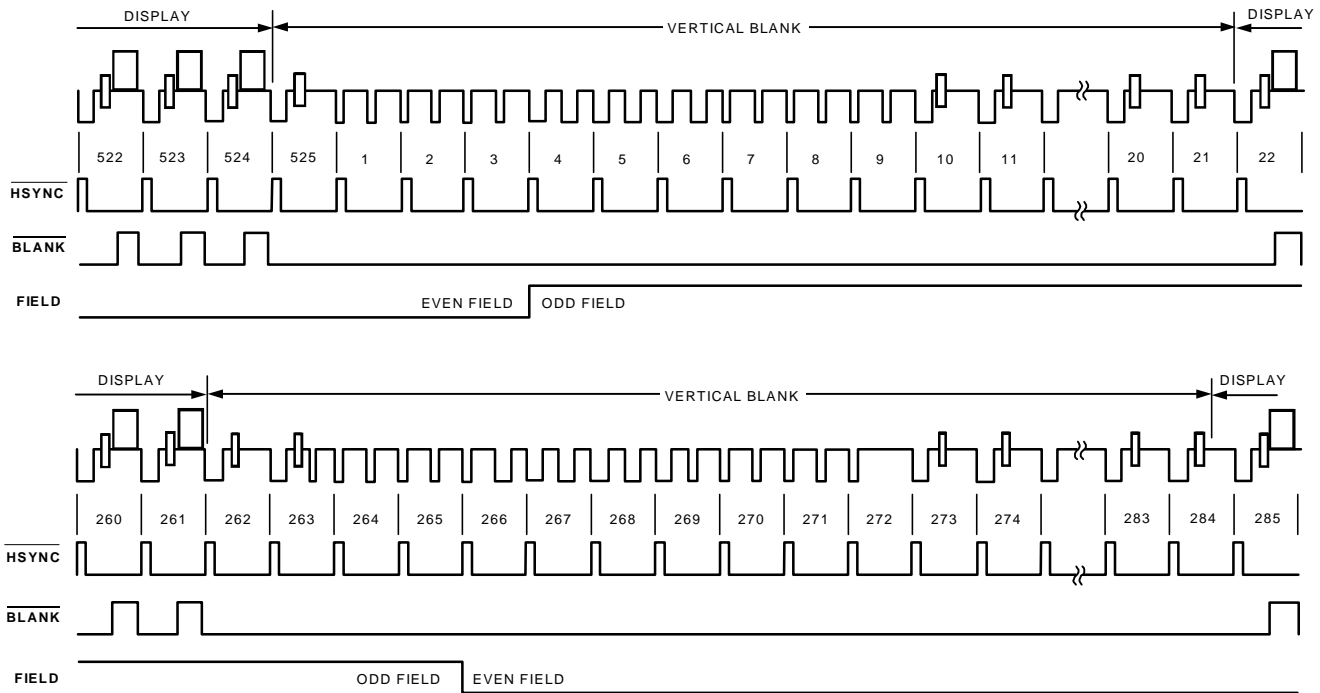 DISPLAY VERTICAL BLANK DISPLAY
522 523 524 525 1 2 3 4 5 6 7 8 9 10 11 20 21 22
HSYNC
BLANK
FIELD EVEN FIELD ODD FIELD
DISPLAY VERTICAL BLANK DISPLAY
260 261 262 263 264 265 266 267 268 269 270 271 272 273 274 283 284 285
HSYNC
BLANK
FIELD ODD FIELD EVEN FIELD